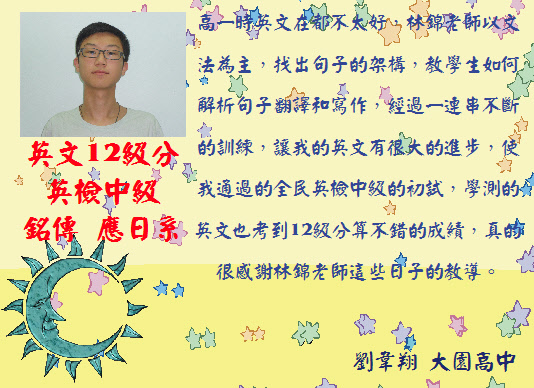 高一時英文在都不太好，林錦老師以文
法為主，找出句子的架構，教學生如何
解析句子翻譯和寫作，經過一連串不斷
的訓練，讓我的英文有很大的進步，使
我通過的全民英檢中級的初試，學測的
英文也考到12級分算不錯的成績，真的
很感謝林錦老師這些日子的教導。
英文12級分
英檢中級
銘傳 應日系
劉韋翔 大園高中